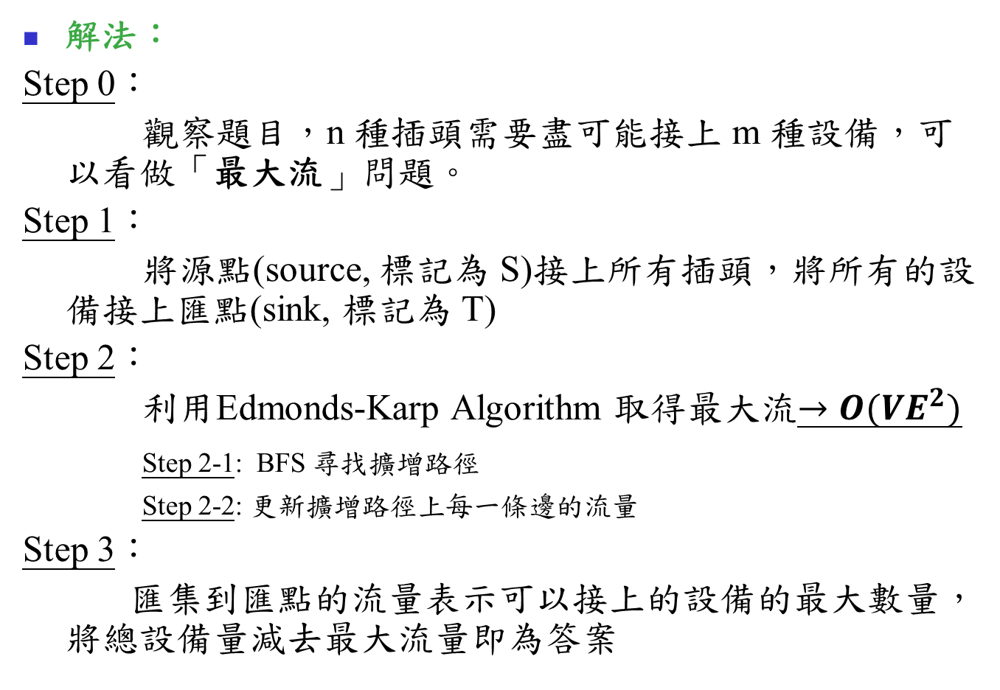 ■ 解法：
Step 0：
觀察題目，n 種插頭需要盡可能接上 m 種設備，可
以看做「最大流」問題。
Step 1：
將源點(source, 標記為 S)接上所有插頭，將所有的設
備接上匯點(sink, 標記為 T)
Step 2：
利用Edmonds-Karp Algorithm 取得最大流→ O(VE²)
Step 2-1: BFS 尋找擴增路徑
Step 2-2: 更新擴增路徑上每一條邊的流量
Step 3：
匯集到匯點的流量表示可以接上的設備的最大數量，
將總設備量減去最大流量即為答案